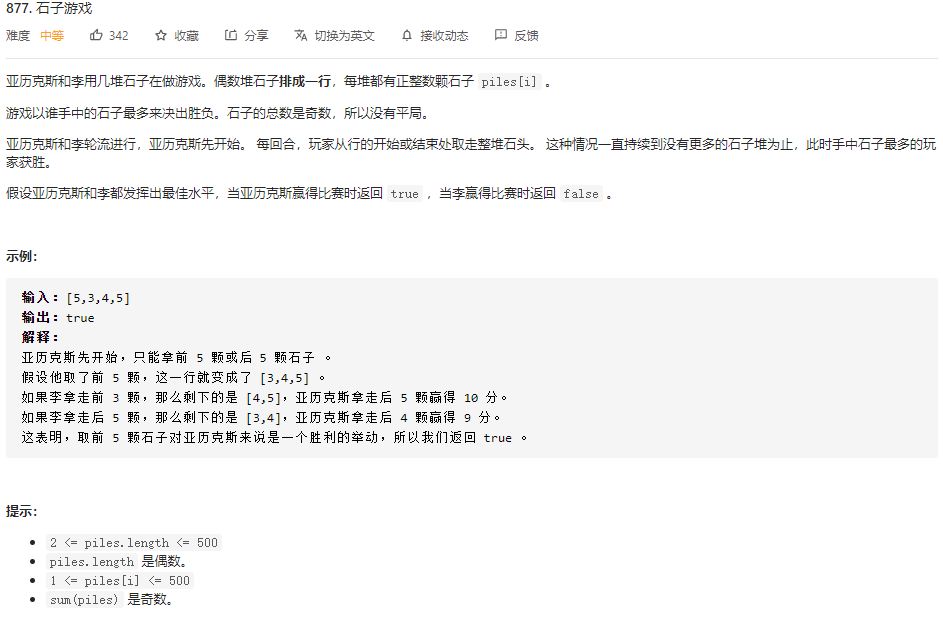 877. 石子游戏
难度 中等 342 收藏 分享 切换为英文 接收动态 反馈
亚历克斯和李用几堆石子在做游戏。偶数堆石子排成一行，每堆都有正整数颗石子 piles[i] 。
游戏以谁手中的石子最多来决出胜负。石子的总数是奇数，所以没有平局。
亚历克斯和李轮流进行，亚历克斯先开始。 每回合，玩家从行的开始或结束处取走整堆石头。 这种情况一直持续到没有更多的石子堆为止，此时手中石子最多的玩
家获胜。
假设亚历克斯和李都发挥出最佳水平，当亚历克斯赢得比赛时返回 true ，当李赢得比赛时返回 false 。
示例：
输入：[5,3,4,5]
输出：true
解释：
亚历克斯先开始，只能拿前 5 颗或后 5 颗石子 。
假设他取了前 5 颗，这一行就变成了 [3,4,5] 。
如果李拿走前 3 颗，那么剩下的是 [4,5]，亚历克斯拿走后 5 颗赢得 10 分。
如果李拿走后 5 颗，那么剩下的是 [3,4]，亚历克斯拿走后 4 颗赢得 9 分。
这表明，取前 5 颗石子对亚历克斯来说是一个胜利的举动，所以我们返回 true 。
提示：
2 <= piles.length <= 500
piles.length 是偶数。
1 <= piles[i] <= 500
sum(piles) 是奇数。